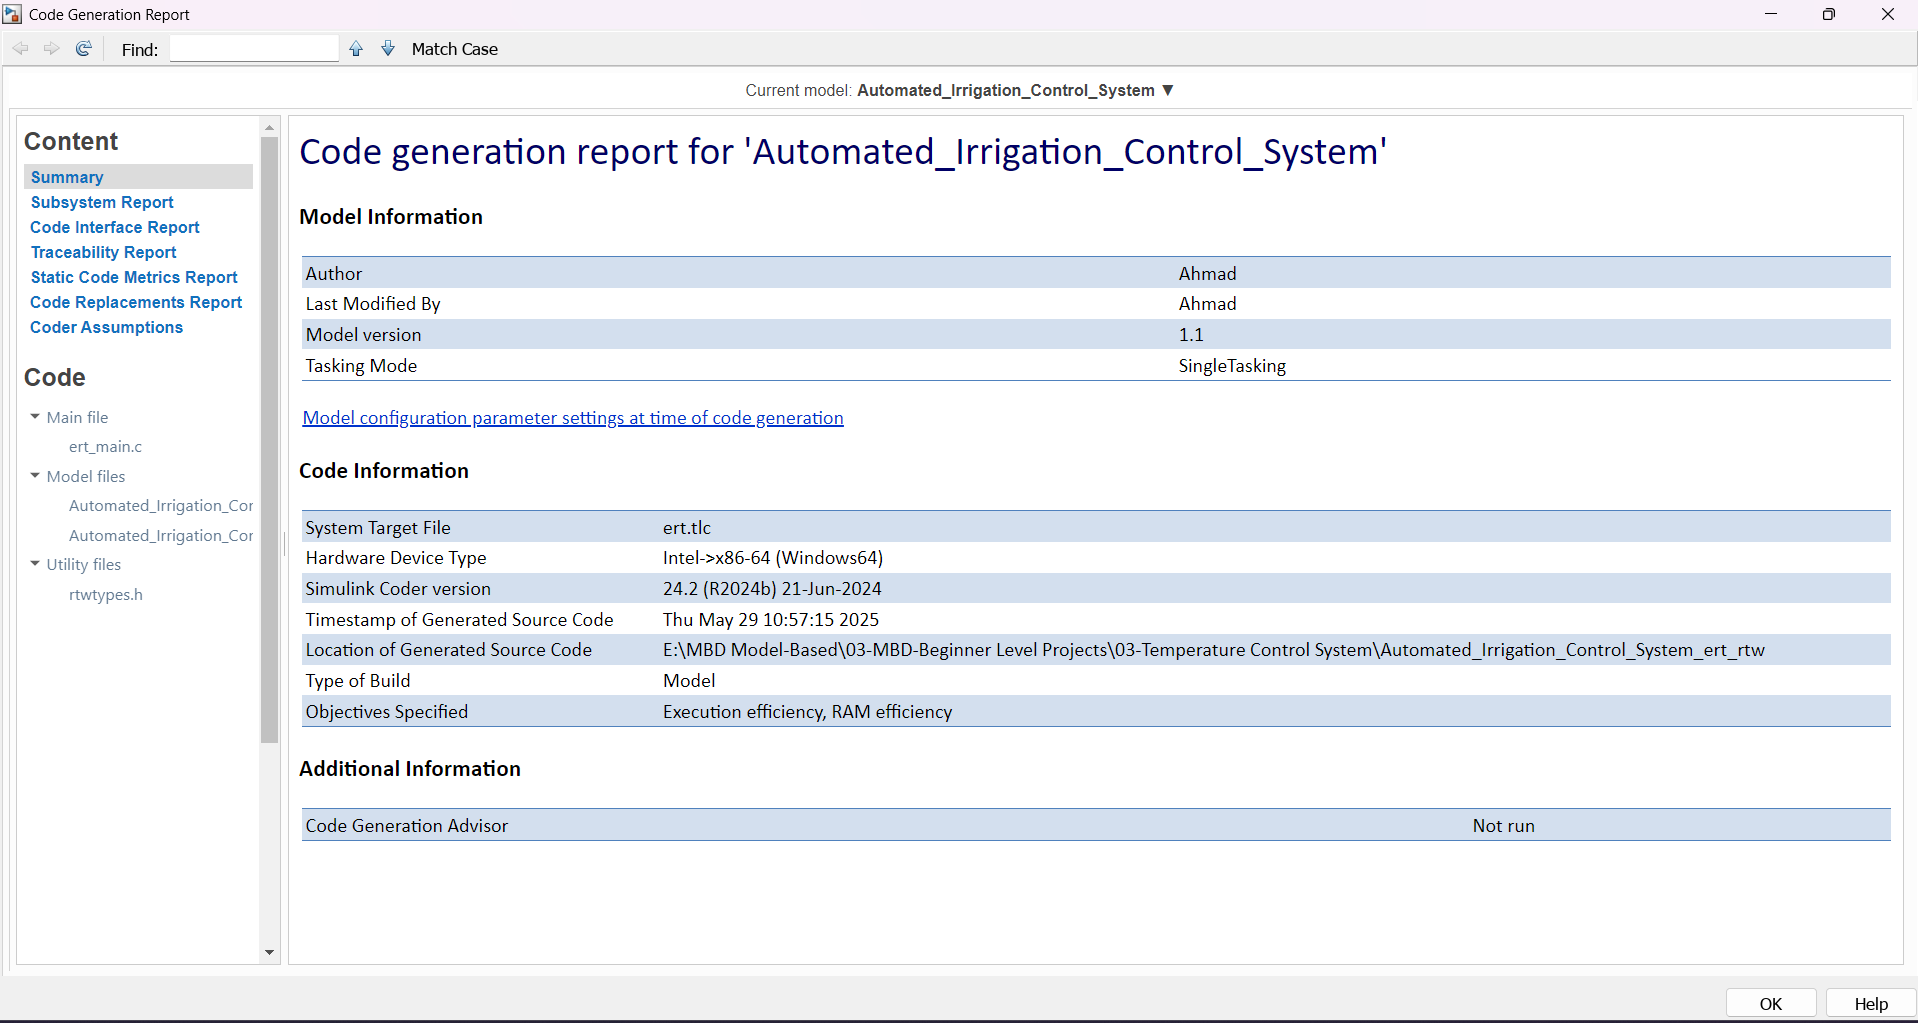 Code Generation Report
Find:
Match Case
Current model: Automated_Irrigation_Control_System ▼
Content
Summary
Subsystem Report
Code Interface Report
Traceability Report
Static Code Metrics Report
Code Replacements Report
Coder Assumptions
Code
Main file
ert_main.c
Model files
Automated_Irrigation_Cor
Automated_Irrigation_Cor
Utility files
rtwtypes.h
Code generation report for 'Automated_Irrigation_Control_System'
Model Information
Author Ahmad
Last Modified By Ahmad
Model version 1.1
Tasking Mode SingleTasking
Model configuration parameter settings at time of code generation
Code Information
System Target File ert.tlc
Hardware Device Type Intel->x86-64 (Windows64)
Simulink Coder version 24.2 (R2024b) 21-Jun-2024
Timestamp of Generated Source Code Thu May 29 10:57:15 2025
Location of Generated Source Code E:\MBD Model-Based\03-MBD-Beginner Level Projects\03-Temperature Control System\Automated_Irrigation_Control_System_ert_rtw
Type of Build Model
Objectives Specified Execution efficiency, RAM efficiency
Additional Information
Code Generation Advisor Not run
OK
Help